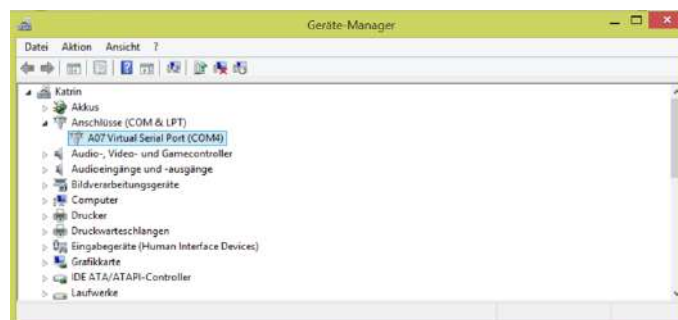 Geräte-Manager
Datei Aktion Ansicht ?
Katrin
Akkus
Anschlüsse (COM & LPT)
A07 Virtual Serial Port (COM4)
Audio-, Video- und Gamecontroller
Audioeingänge und -ausgänge
Bildverarbeitungsgeräte
Computer
Drucker
Druckwarteschlangen
Eingabegeräte (Human Interface Devices)
Grafikkarte
IDE ATA/ATAPI-Controller
Laufwerke